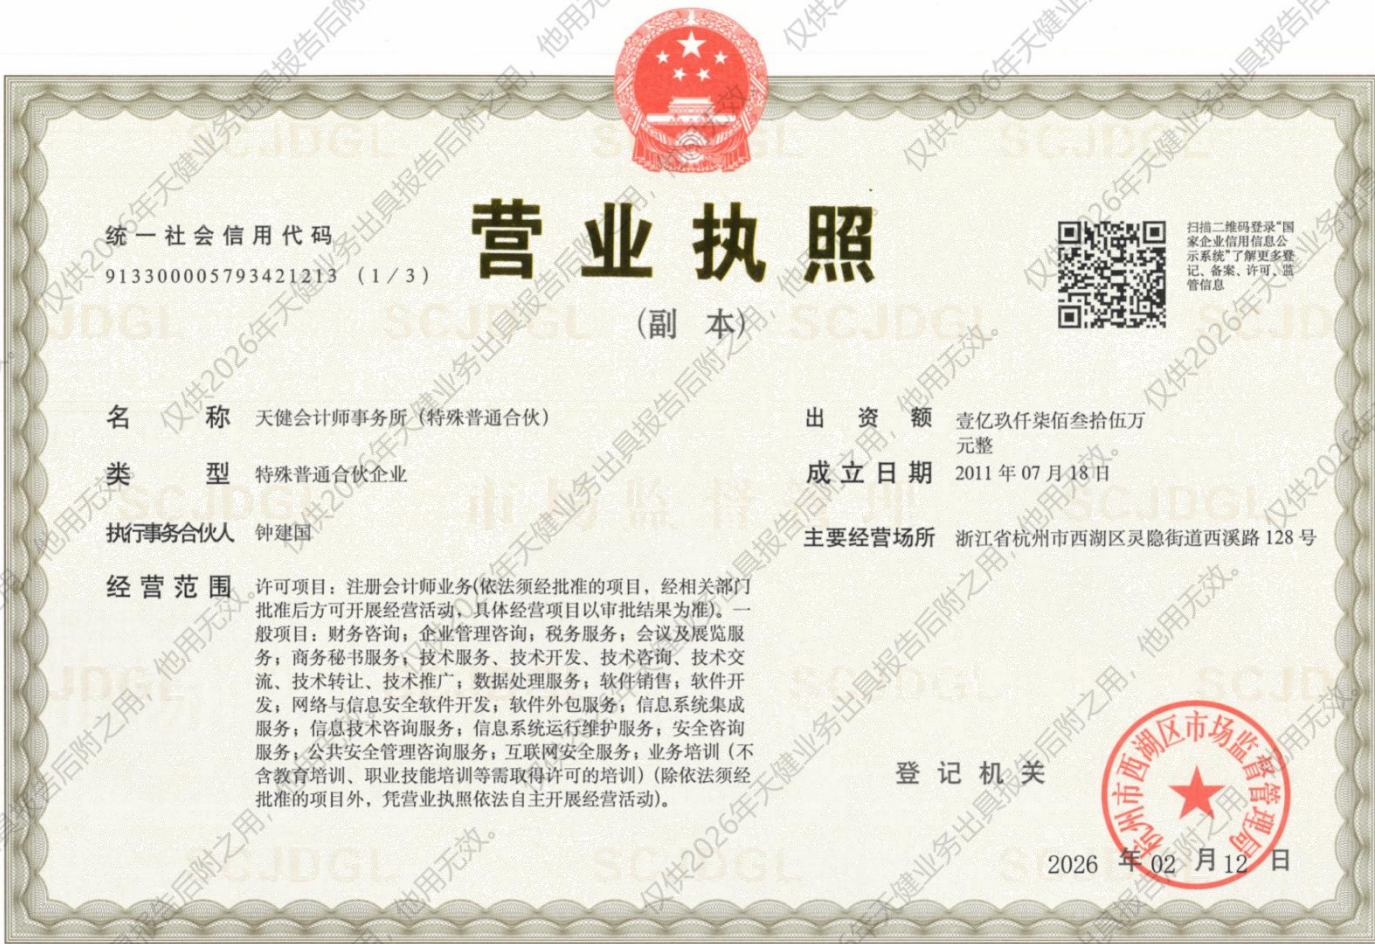 营业执照
(副 本)
统一社会信用代码
913300005793421213 (1/3)
扫描二维码登录“国
家企业信用信息公
示系统”了解更多登
记、备案、许可、监
管信息
名称 天健会计师事务所（特殊普通合伙）
类型 特殊普通合伙企业
执行事务合伙人 钟建国
经营范围 许可项目：注册会计师业务(依法须经批准的项目，经相关部门
批准后方可开展经营活动，具体经营项目以审批结果为准)。一
般项目：财务咨询；企业管理咨询；税务服务；会议及展览服
务；商务秘书服务；技术服务、技术开发、技术咨询、技术交
流、技术转让、技术推广；数据处理服务；软件销售；软件开
发；网络与信息安全软件开发；软件外包服务；信息系统集成
服务；信息技术咨询服务；信息系统运行维护服务；安全咨询
服务；公共安全管理咨询服务；互联网安全服务；业务培训（不
含教育培训、职业技能培训等需取得许可的培训）(除依法须经
批准的项目外，凭营业执照依法自主开展经营活动)。
出资额 壹亿玖仟柒佰叁拾伍万
元整
成立日期 2011年07月18日
主要经营场所 浙江省杭州市西湖区灵隐街道西溪路128号
登记机关
杭州市西湖区市场监督管理局
2026 年 02 月 12 日
仅供2026年天健业务出具报告后附之用，他用无效。
SCJDGL